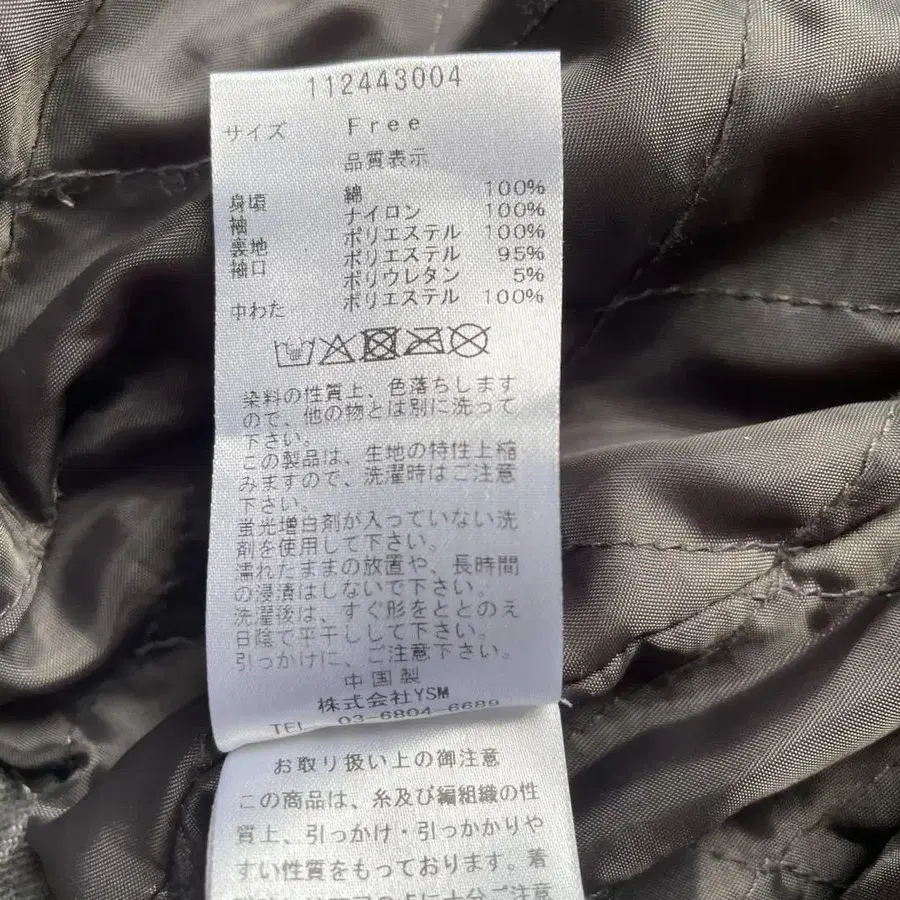 112443004
サイズ Free
品質表示
身頃 綿 100%
袖 ナイロン 100%
裏地 ポリエステル 100%
袖口 ポリエステル 95%
ポリウレタン 5%
中わた ポリエステル 100%
染料の性質上、色落ちします
ので、他の物とは別に洗って
下さい。
この製品は、生地の特性上縮
みますので、洗濯時はご注意
下さい。
蛍光増白剤が入っていない洗
剤を使用して下さい。
濡れたままの放置や、長時間
の浸漬はしないで下さい。
洗濯後は、すぐ形をととのえ
日陰で平干しして下さい。
引っかけに、ご注意下さい。
中国製
株式会社YSM
TEL 03-6804-6689
お取り扱い上の御注意
この商品は、糸及び編組織の性
質上、引っかけ・引っかかりや
すい性質をもっております。着
十分ご注意